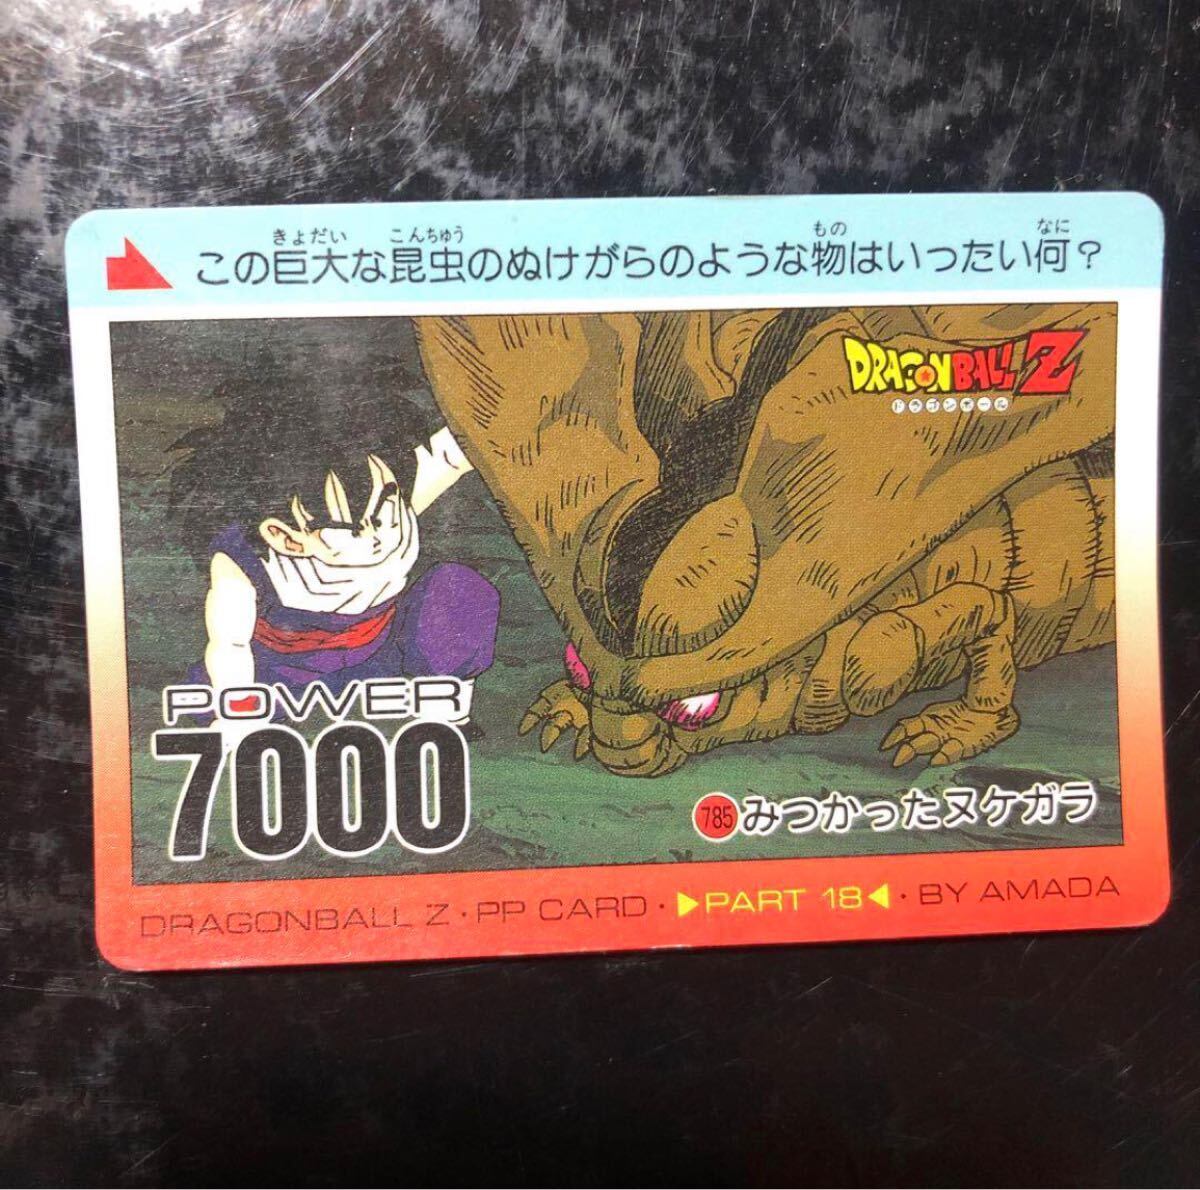 きょだい こんちゅう もの なに
この巨大な昆虫のぬけがらのような物はいったい何?
DRAGONBALL Z
ドラゴンボール
POWER
7000
785 みつかったヌケガラ
DRAGONBALL Z・PP CARD・▶PART 18◀・BY AMADA